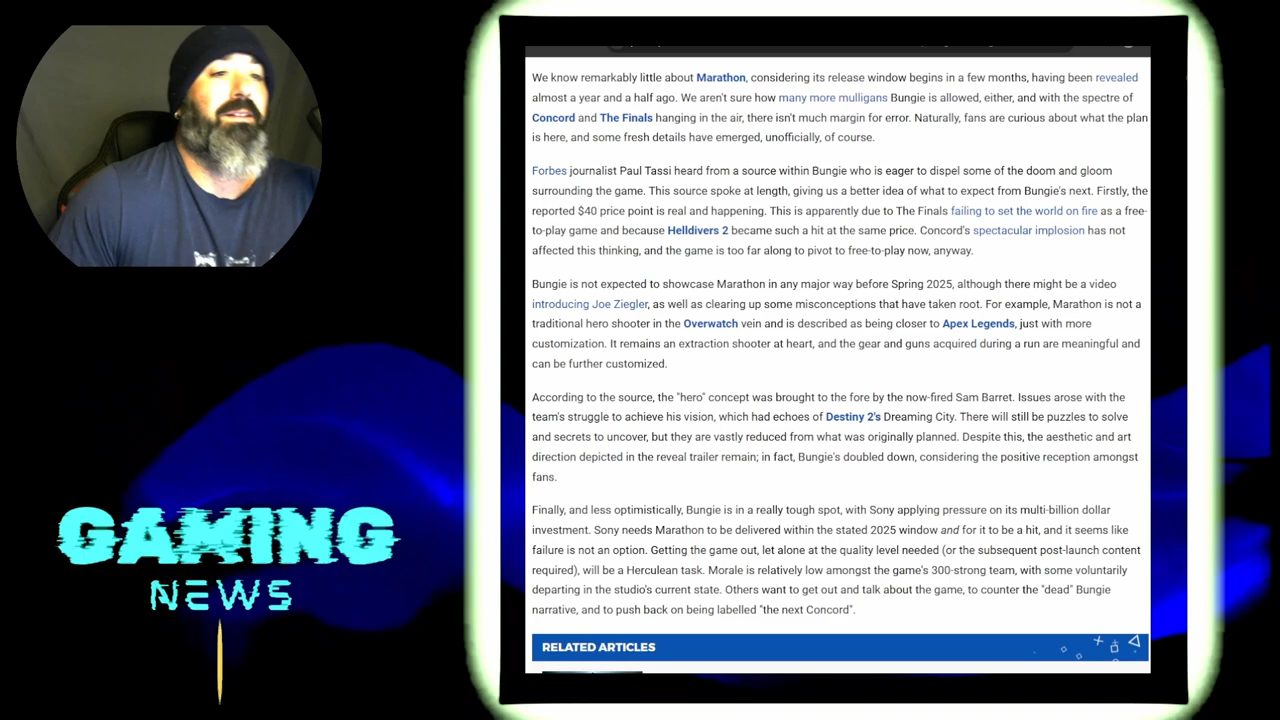 We know remarkably little about Marathon, considering its release window begins in a few months, having been revealed
almost a year and a half ago. We aren't sure how many more mulligans Bungie is allowed, either, and with the spectre of
Concord and The Finals hanging in the air, there isn't much margin for error. Naturally, fans are curious about what the plan
is here, and some fresh details have emerged, unofficially, of course.
Forbes journalist Paul Tassi heard from a source within Bungie who is eager to dispel some of the doom and gloom
surrounding the game. This source spoke at length, giving us a better idea of what to expect from Bungie's next. Firstly, the
reported $40 price point is real and happening. This is apparently due to The Finals failing to set the world on fire as a free-
to-play game and because Helldivers 2 became such a hit at the same price. Concord's spectacular implosion has not
affected this thinking, and the game is too far along to pivot to free-to-play now, anyway.
Bungie is not expected to showcase Marathon in any major way before Spring 2025, although there might be a video
introducing Joe Ziegler, as well as clearing up some misconceptions that have taken root. For example, Marathon is not a
traditional hero shooter in the Overwatch vein and is described as being closer to Apex Legends, just with more
customization. It remains an extraction shooter at heart, and the gear and guns acquired during a run are meaningful and
can be further customized.
According to the source, the "hero" concept was brought to the fore by the now-fired Sam Barret. Issues arose with the
team's struggle to achieve his vision, which had echoes of Destiny 2's Dreaming City. There will still be puzzles to solve
and secrets to uncover, but they are vastly reduced from what was originally planned. Despite this, the aesthetic and art
direction depicted in the reveal trailer remain; in fact, Bungie's doubled down, considering the positive reception amongst
fans.
Finally, and less optimistically, Bungie is in a really tough spot, with Sony applying pressure on its multi-billion dollar
investment. Sony needs Marathon to be delivered within the stated 2025 window and for it to be a hit, and it seems like
failure is not an option. Getting the game out, let alone at the quality level needed (or the subsequent post-launch content
required), will be a Herculean task. Morale is relatively low amongst the game's 300-strong team, with some voluntarily
departing in the studio's current state. Others want to get out and talk about the game, to counter the "dead" Bungie
narrative, and to push back on being labelled "the next Concord".
RELATED ARTICLES
GAMING
NEWS